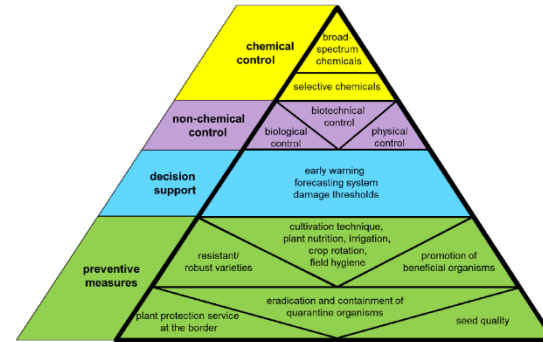 chemical
control
broad-
spectrum
chemicals
selective chemicals
non-chemical
control
biotechnical
control
biological
control
physical
control
decision
support
early warning
forecasting system
damage thresholds
preventive
measures
resistant/
robust varieties
cultivation technique,
plant nutrition, irrigation,
crop rotation,
field hygiene
promotion of
beneficial organisms
plant protection service
at the border
eradication and containment of
quarantine organisms
seed quality